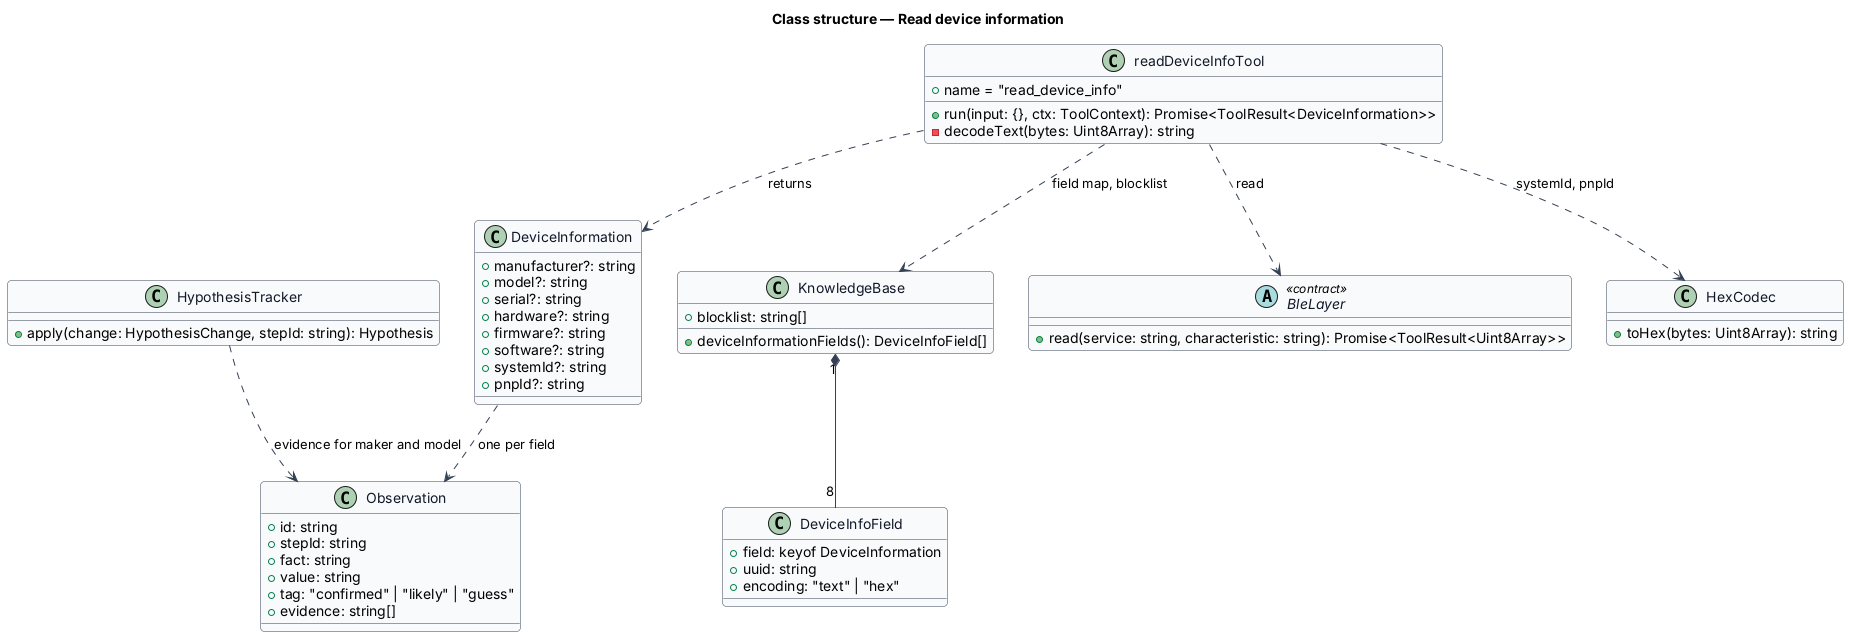 Class structure — Read device information
C readDeviceInfoTool
name = "read_device_info"
run(input: {}, ctx: ToolContext): Promise<ToolResult<DeviceInformation>>
decodeText(bytes: Uint8Array): string
returns
field map, blocklist
read
systemId, pnpId
C DeviceInformation
manufacturer?: string
model?: string
serial?: string
hardware?: string
firmware?: string
software?: string
systemId?: string
pnpId?: string
C HypothesisTracker
apply(change: HypothesisChange, stepId: string): Hypothesis
C KnowledgeBase
blocklist: string[]
deviceInformationFields(): DeviceInfoField[]
A «contract»
BleLayer
read(service: string, characteristic: string): Promise<ToolResult<Uint8Array>>
C HexCodec
toHex(bytes: Uint8Array): string
1
evidence for maker and model
one per field
8
C Observation
id: string
stepId: string
fact: string
value: string
tag: "confirmed" | "likely" | "guess"
evidence: string[]
C DeviceInfoField
field: keyof DeviceInformation
uuid: string
encoding: "text" | "hex"